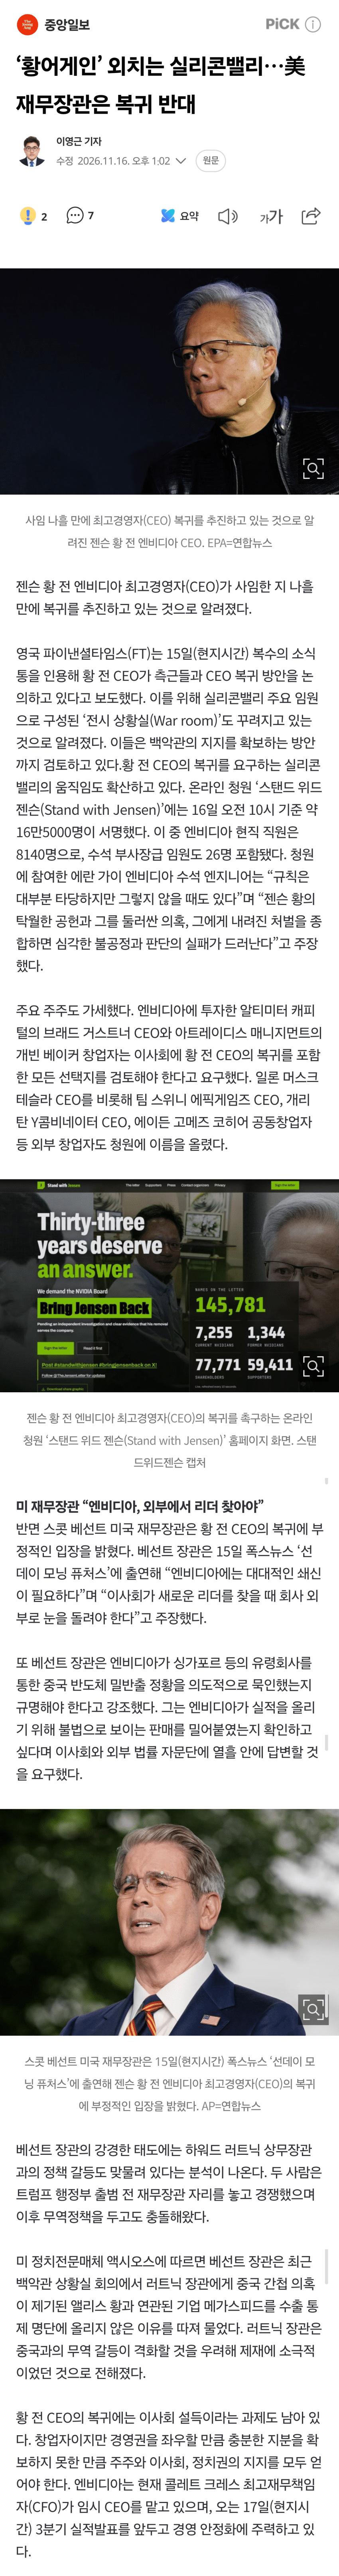 중앙일보
PiCK
‘황어게인’ 외치는 실리콘밸리…美
재무장관은 복귀 반대
이영근 기자
수정 2026.11.16. 오후 1:02
원문
2
7
요약
가가
사임 나흘 만에 최고경영자(CEO) 복귀를 추진하고 있는 것으로 알
려진 젠슨 황 전 엔비디아 CEO. EPA=연합뉴스
젠슨 황 전 엔비디아 최고경영자(CEO)가 사임한 지 나흘
만에 복귀를 추진하고 있는 것으로 알려졌다.
영국 파이낸셜타임스(FT)는 15일(현지시간) 복수의 소식
통을 인용해 황 전 CEO가 측근들과 CEO 복귀 방안을 논
의하고 있다고 보도했다. 이를 위해 실리콘밸리 주요 임원
으로 구성된 ‘전시 상황실(War room)’도 꾸려지고 있는
것으로 알려졌다. 이들은 백악관의 지지를 확보하는 방안
까지 검토하고 있다.황 전 CEO의 복귀를 요구하는 실리콘
밸리의 움직임도 확산하고 있다. 온라인 청원 ‘스탠드 위드
젠슨(Stand with Jensen)’에는 16일 오전 10시 기준 약
16만5000명이 서명했다. 이 중 엔비디아 현직 직원은
8140명으로, 수석 부사장급 임원도 26명 포함됐다. 청원
에 참여한 에란 가이 엔비디아 수석 엔지니어는 “규칙은
대부분 타당하지만 그렇지 않을 때도 있다”며 “젠슨 황의
탁월한 공헌과 그를 둘러싼 의혹, 그에게 내려진 처벌을 종
합하면 심각한 불공정과 판단의 실패가 드러난다”고 주장
했다.
주요 주주도 가세했다. 엔비디아에 투자한 알티미터 캐피
털의 브래드 거스트너 CEO와 아트레이디스 매니지먼트의
개빈 베이커 창업자는 이사회에 황 전 CEO의 복귀를 포함
한 모든 선택지를 검토해야 한다고 요구했다. 일론 머스크
테슬라 CEO를 비롯해 팀 스위니 에픽게임즈 CEO, 개리
탄 Y콤비네이터 CEO, 에이든 고메즈 코히어 공동창업자
등 외부 창업자도 청원에 이름을 올렸다.
Stand with Jensen
Thirty-three
years deserve
an answer.
We demand the NVIDIA Board
Bring Jensen Back
NAMES ON THE LETTER
145,781
7,255 1,344
77,771 59,411
젠슨 황 전 엔비디아 최고경영자(CEO)의 복귀를 촉구하는 온라인
청원 ‘스탠드 위드 젠슨(Stand with Jensen)’ 홈페이지 화면. 스탠
드위드젠슨 캡처
미 재무장관 “엔비디아, 외부에서 리더 찾아야”
반면 스콧 베선트 미국 재무장관은 황 전 CEO의 복귀에 부
정적인 입장을 밝혔다. 베선트 장관은 15일 폭스뉴스 ‘선
데이 모닝 퓨처스’에 출연해 “엔비디아에는 대대적인 쇄신
이 필요하다”며 “이사회가 새로운 리더를 찾을 때 회사 외
부로 눈을 돌려야 한다”고 주장했다.
또 베선트 장관은 엔비디아가 싱가포르 등의 유령회사를
통한 중국 반도체 밀반출 정황을 의도적으로 묵인했는지
규명해야 한다고 강조했다. 그는 엔비디아가 실적을 올리
기 위해 불법으로 보이는 판매를 밀어붙였는지 확인하고
싶다며 이사회와 외부 법률 자문단에 열흘 안에 답변할 것
을 요구했다.
스콧 베선트 미국 재무장관은 15일(현지시간) 폭스뉴스 ‘선데이 모
닝 퓨처스’에 출연해 젠슨 황 전 엔비디아 최고경영자(CEO)의 복귀
에 부정적인 입장을 밝혔다. AP=연합뉴스
베선트 장관의 강경한 태도에는 하워드 러트닉 상무장관
과의 정책 갈등도 맞물려 있다는 분석이 나온다. 두 사람은
트럼프 행정부 출범 전 재무장관 자리를 놓고 경쟁했으며
이후 무역정책을 두고도 충돌해왔다.
미 정치전문매체 액시오스에 따르면 베선트 장관은 최근
백악관 상황실 회의에서 러트닉 장관에게 중국 간첩 의혹
이 제기된 앨리스 황과 연관된 기업 메가스피드를 수출 통
제 명단에 올리지 않은 이유를 따져 물었다. 러트닉 장관은
중국과의 무역 갈등이 격화할 것을 우려해 제재에 소극적
이었던 것으로 전해졌다.
황 전 CEO의 복귀에는 이사회 설득이라는 과제도 남아 있
다. 창업자이지만 경영권을 좌우할 만큼 충분한 지분을 확
보하지 못한 만큼 주주와 이사회, 정치권의 지지를 모두 얻
어야 한다. 엔비디아는 현재 콜레트 크레스 최고재무책임
자(CFO)가 임시 CEO를 맡고 있으며, 오는 17일(현지시
간) 3분기 실적발표를 앞두고 경영 안정화에 주력하고 있
다.